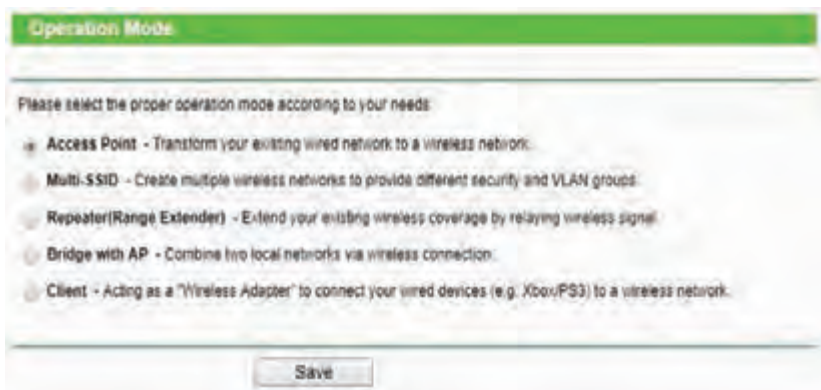 Operation Mode
Please select the proper operation mode according to your needs:
Access Point - Transform your existing wired network to a wireless network.
Multi-SSID - Create multiple wireless networks to provide different security and VLAN groups.
Repeater(Range Extender) - Extend your existing wireless coverage by relaying wireless signal.
Bridge with AP - Combine two local networks via wireless connection.
Client - Acting as a "Wireless Adapter" to connect your wired devices (e.g. Xbox/PS3) to a wireless network.
Save